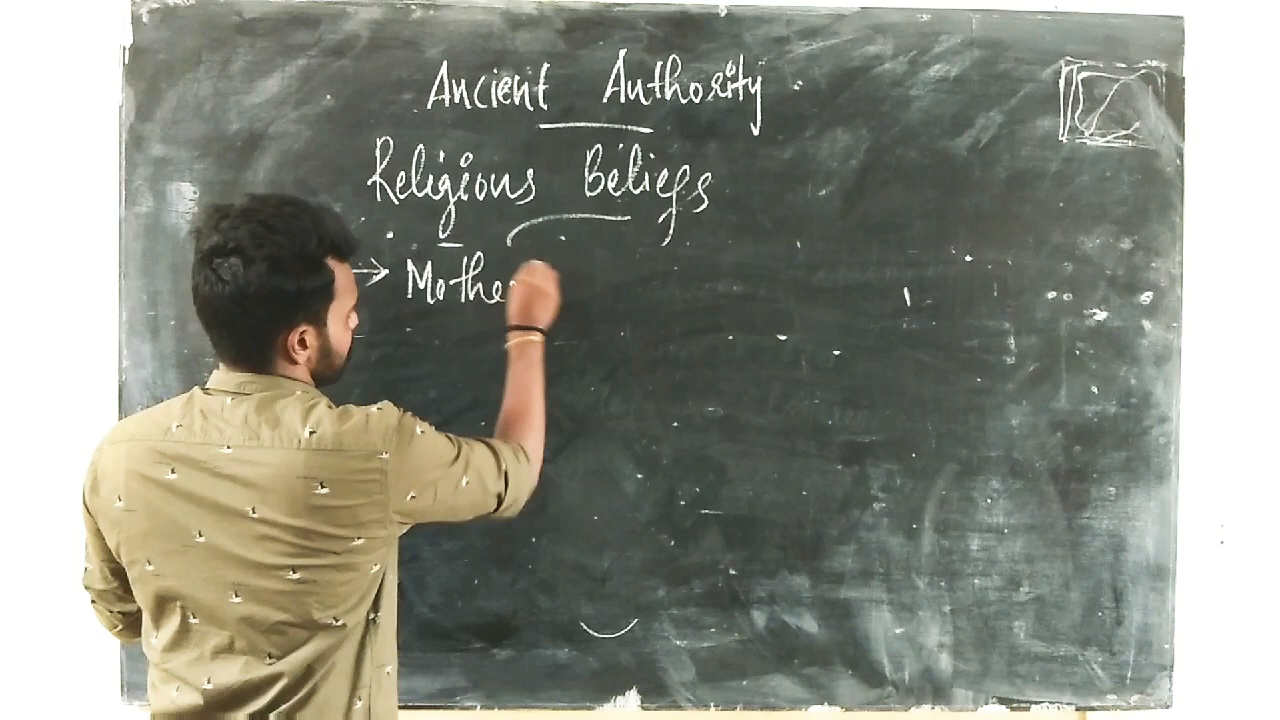 Ancient Authority
Religious Beliefs
→ Mothe